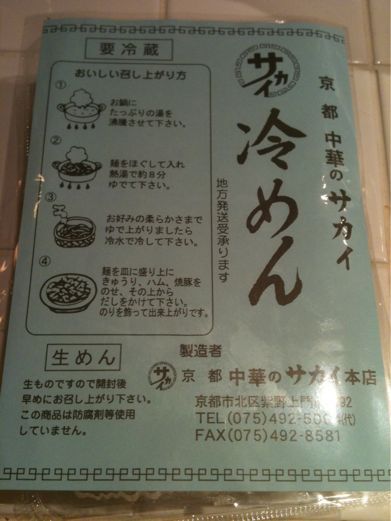 サカイ
京都 中華のサカイ
冷めん
地方発送受承ります
要冷蔵
おいしい召し上がり方
①
お鍋に
たっぷりの湯を
沸騰させて下さい。
②
麺をほぐして入れ
熱湯で約8分
ゆでて下さい。
③
お好みの柔らかさまで
ゆで上がりましたら
冷水で冷して下さい。
④
麺を皿に盛り上に
きゅうり、ハム、焼豚を
のせ、その上から
だしをかけて下さい。
のりを飾って出来上がりです。
生めん
生ものですので開封後
早めにお召し上がり下さい。
この商品は防腐剤等使用
していません。
製造者
サカイ
京都 中華のサカイ本店
京都市北区紫野上門前町92
TEL(075)492-500 (代)
FAX(075)492-8581